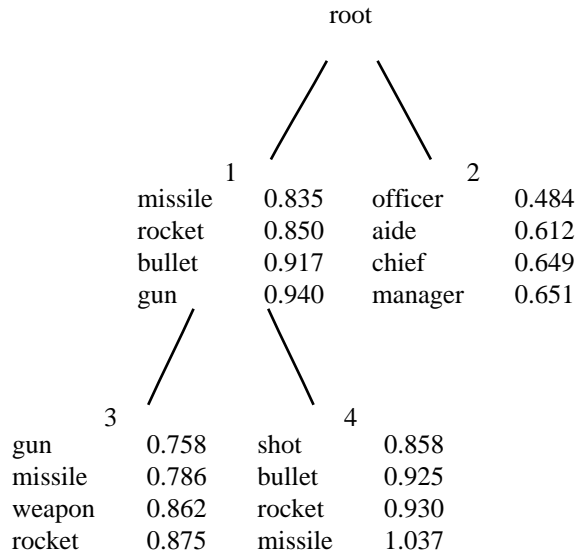 root
1 2
missile 0.835 officer 0.484
rocket 0.850 aide 0.612
bullet 0.917 chief 0.649
gun 0.940 manager 0.651
3 4
gun 0.758 shot 0.858
missile 0.786 bullet 0.925
weapon 0.862 rocket 0.930
rocket 0.875 missile 1.037